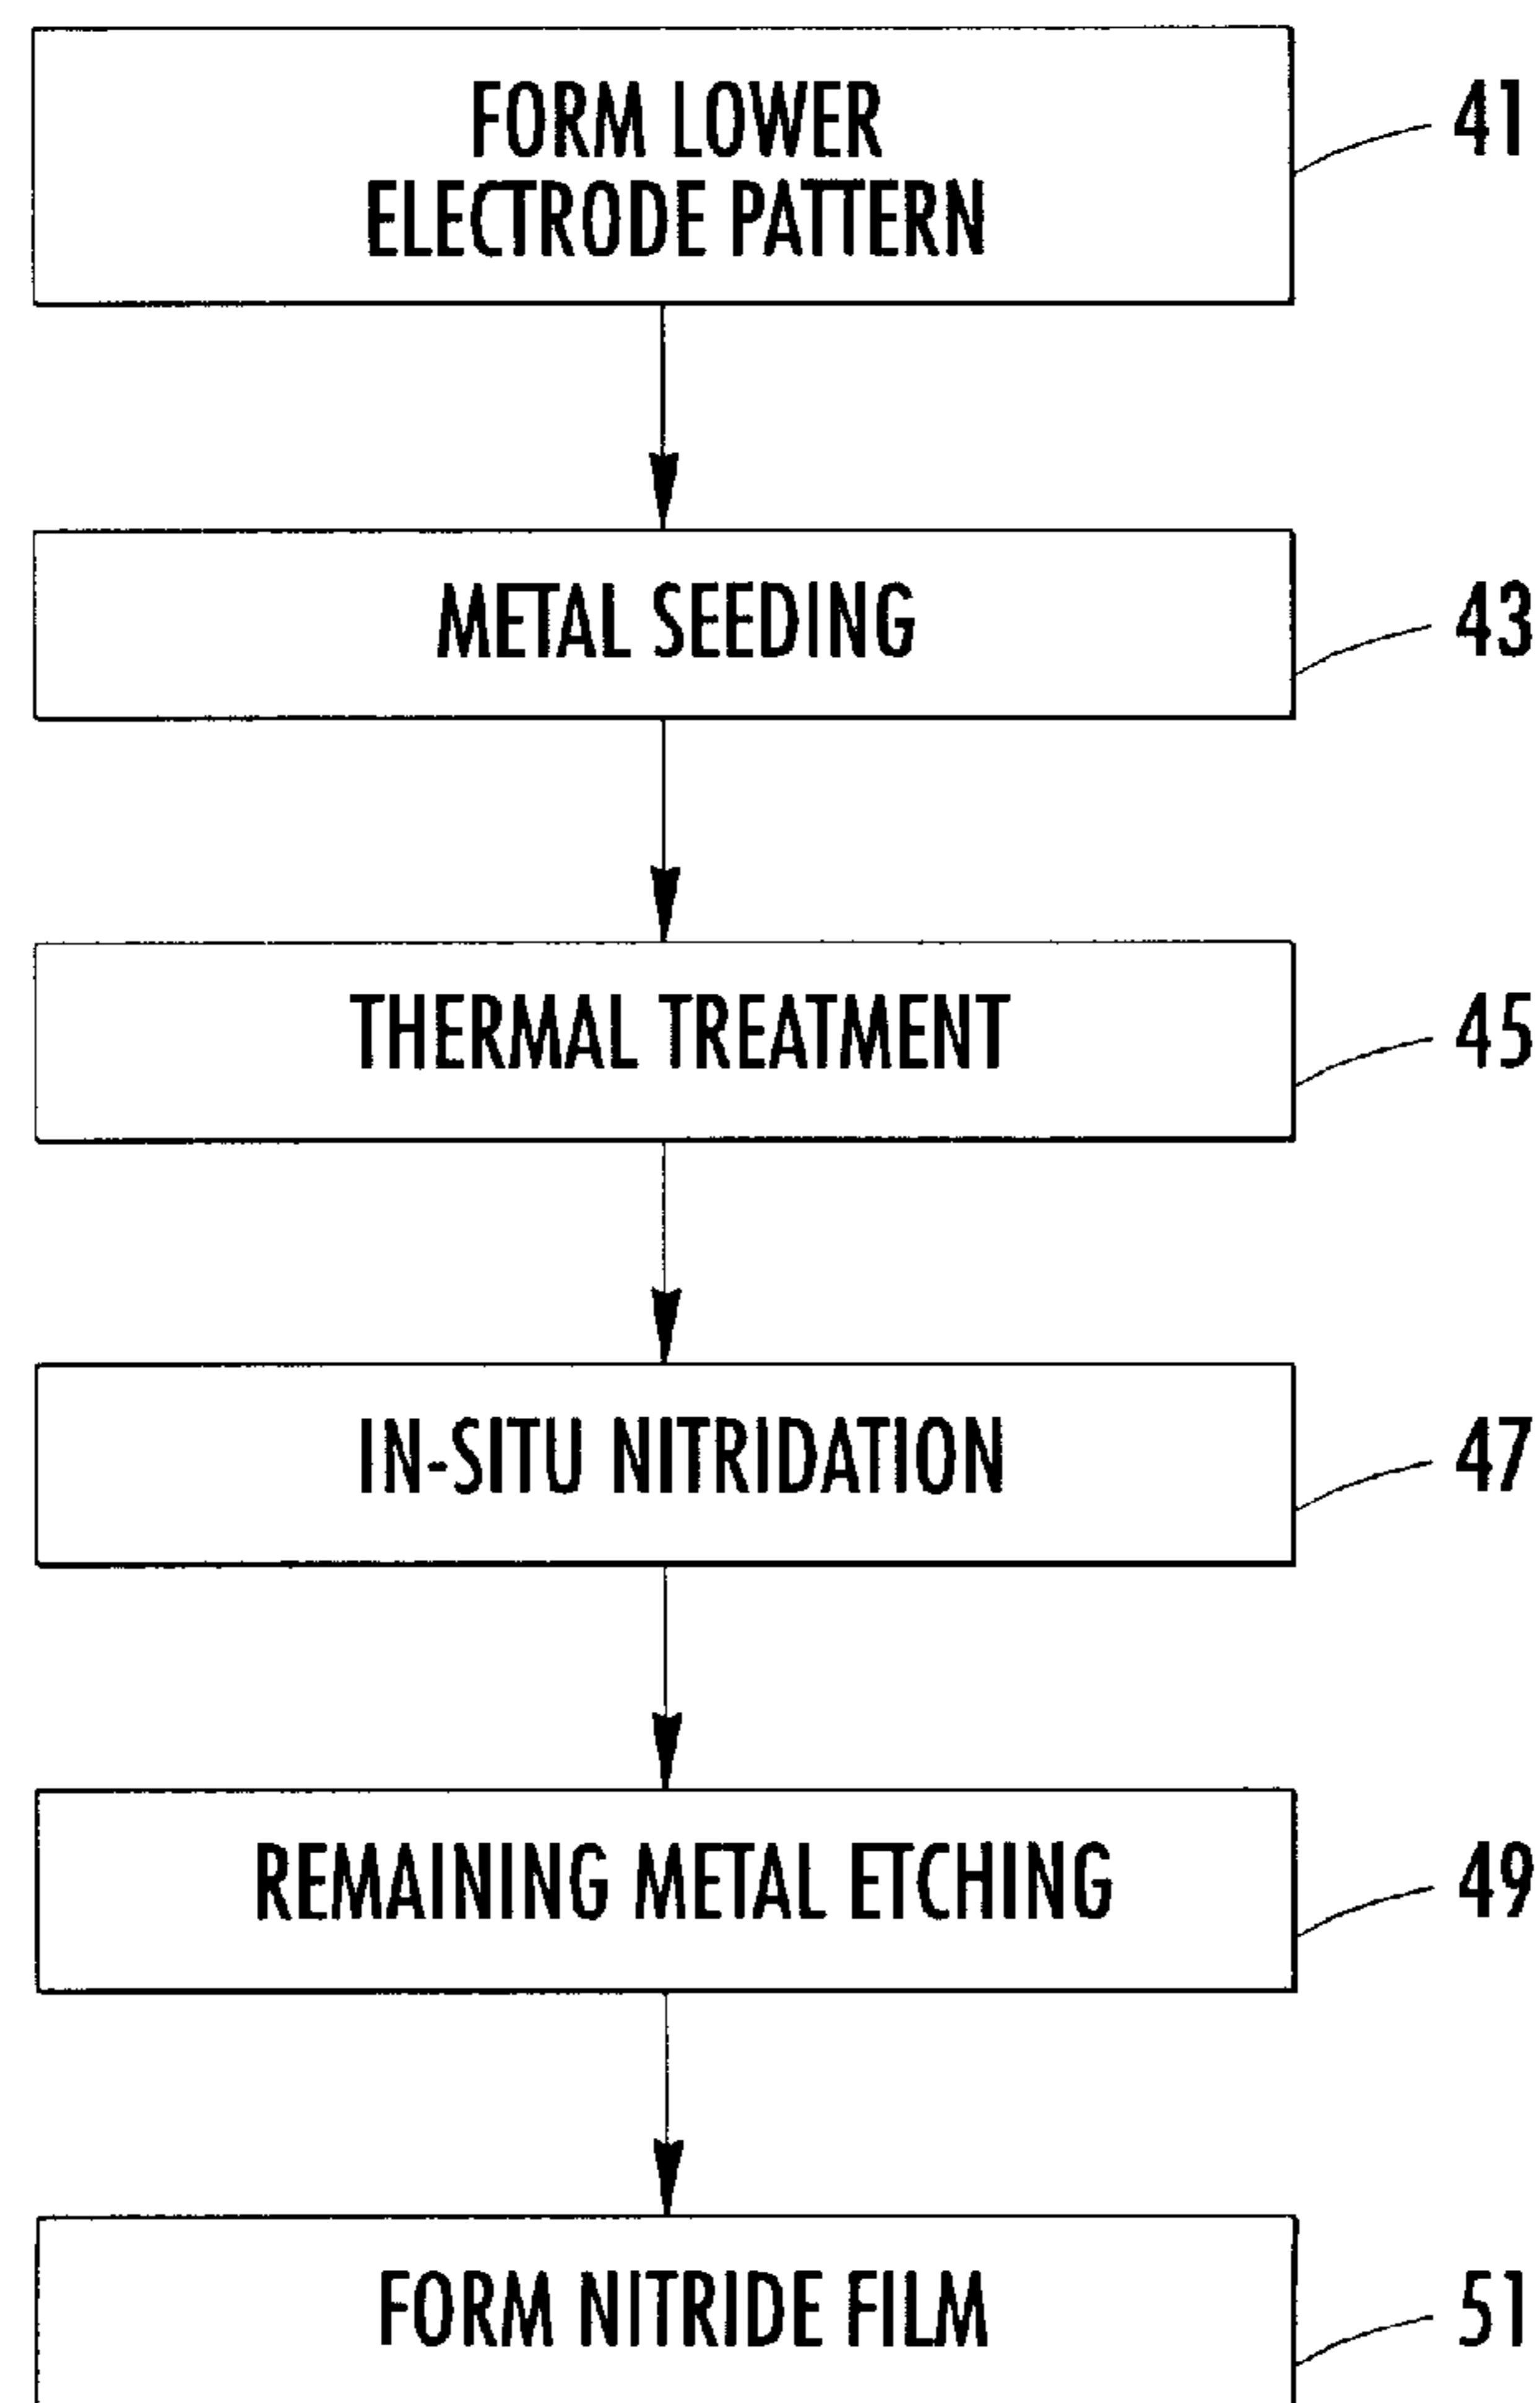 FORM LOWER
ELECTRODE PATTERN
41
METAL SEEDING
43
THERMAL TREATMENT
45
IN-SITU NITRIDATION
47
REMAINING METAL ETCHING
49
FORM NITRIDE FILM
51